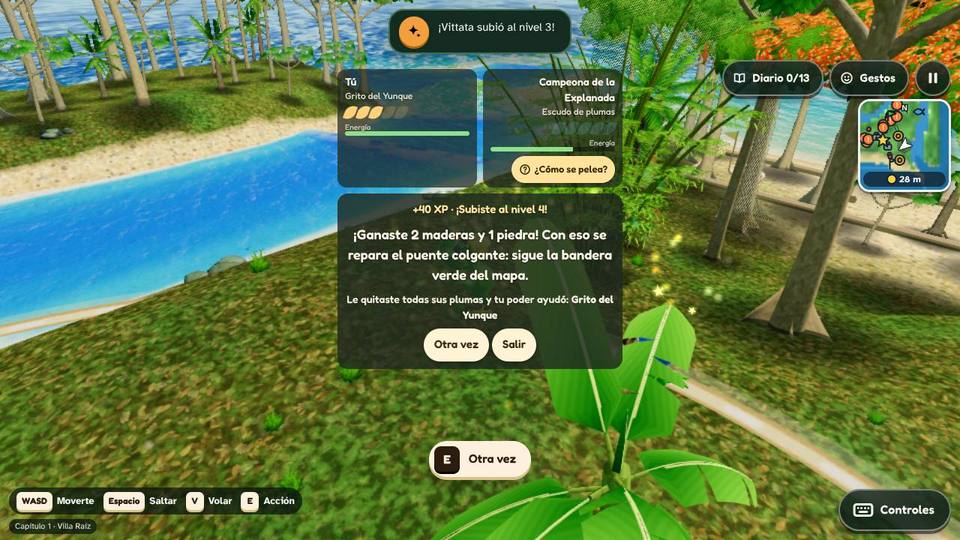 ¡Vittata subió al nivel 3!
Diario 0/13
Gestos
Tú
Grito del Yunque
Energía
Campeona de la
Explanada
Escudo de plumas
Energía
¿Cómo se pelea?
N
28 m
+40 XP · ¡Subiste al nivel 4!
¡Ganaste 2 maderas y 1 piedra! Con eso se
repara el puente colgante: sigue la bandera
verde del mapa.
Le quitaste todas sus plumas y tu poder ayudó: Grito del
Yunque
Otra vez
Salir
E Otra vez
WASD Moverte Espacio Saltar V Volar E Acción
Capítulo 1 · Villa Raíz
Controles